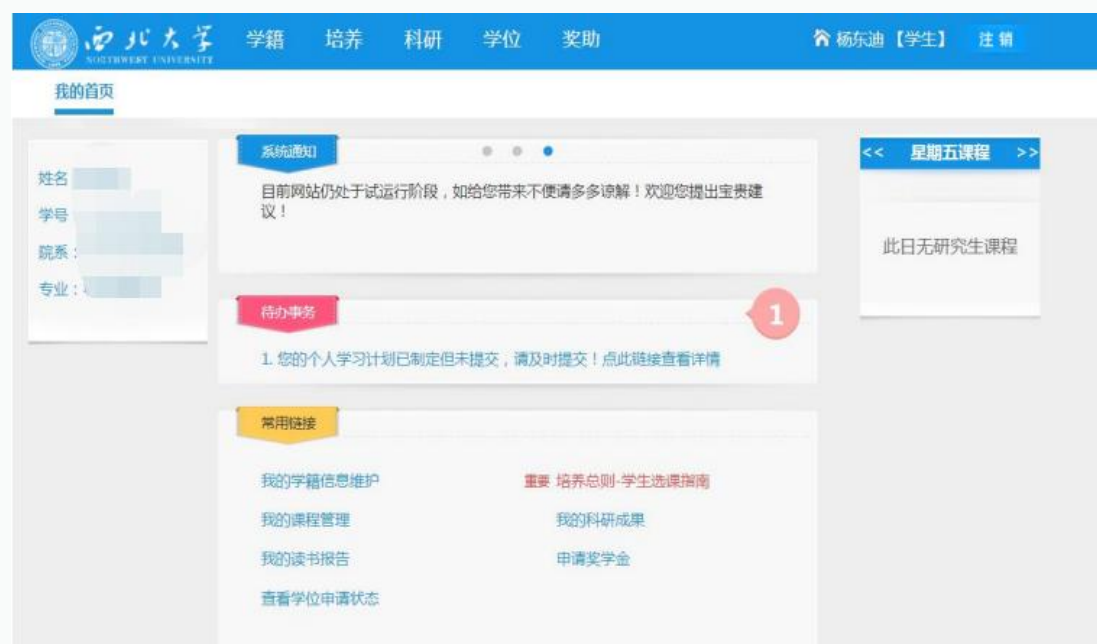 西北大学
NORTHWEST UNIVERSITY
学籍 培养 科研 学位 奖助
杨东迪【学生】 注 销
我的首页
姓名
学号
院系：
专业：
系统通知
目前网站仍处于试运行阶段，如给您带来不便请多多谅解！欢迎您提出宝贵建
议！
<< 星期五课程 >>
此日无研究生课程
待办事务
1
1. 您的个人学习计划已制定但未提交，请及时提交！点此链接查看详情
常用链接
我的学籍信息维护 重要 培养总则-学生选课指南
我的课程管理 我的科研成果
我的读书报告 申请奖学金
查看学位申请状态